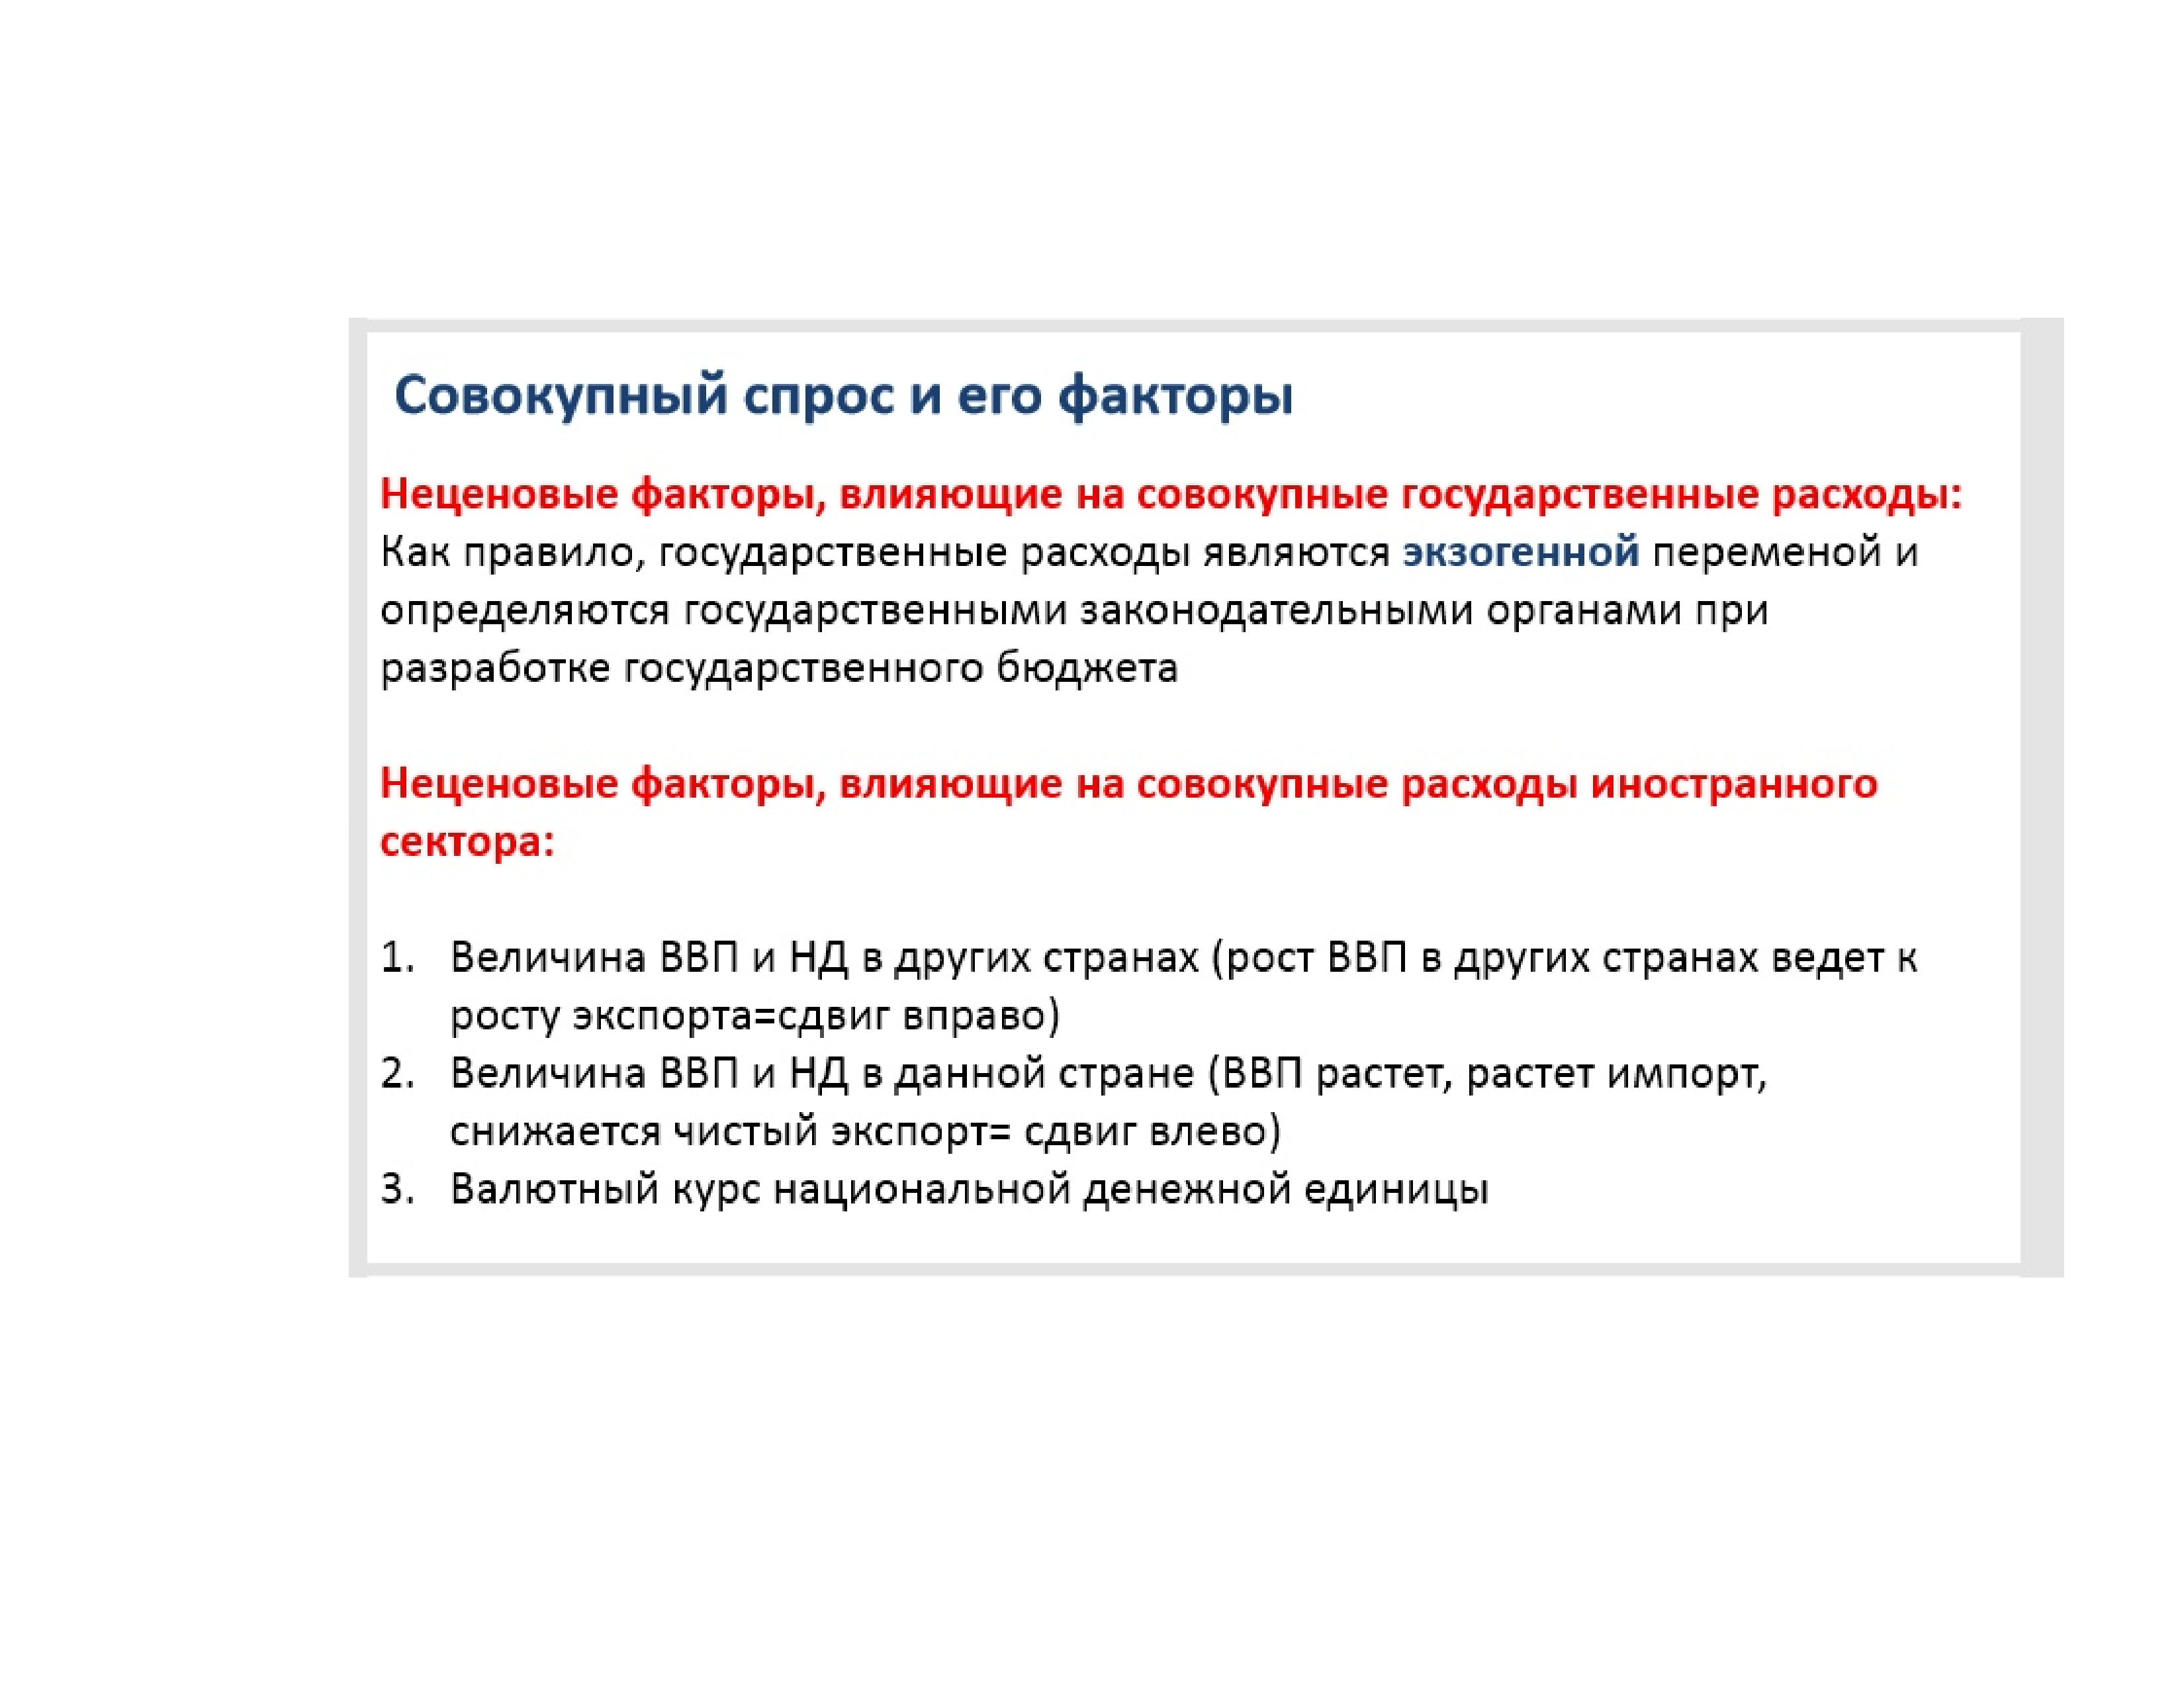 Совокупный спрос и его факторы
Неценовые факторы, влияющие на совокупные государственные расходы:
Как правило, государственные расходы являются экзогенной переменой и
определяются государственными законодательными органами при
разработке государственного бюджета
Неценовые факторы, влияющие на совокупные расходы иностранного
сектора:
1. Величина ВВП и НД в других странах (рост ВВП в других странах ведет к
росту экспорта=сдвиг вправо)
2. Величина ВВП и НД в данной стране (ВВП растет, растет импорт,
снижается чистый экспорт= сдвиг влево)
3. Валютный курс национальной денежной единицы